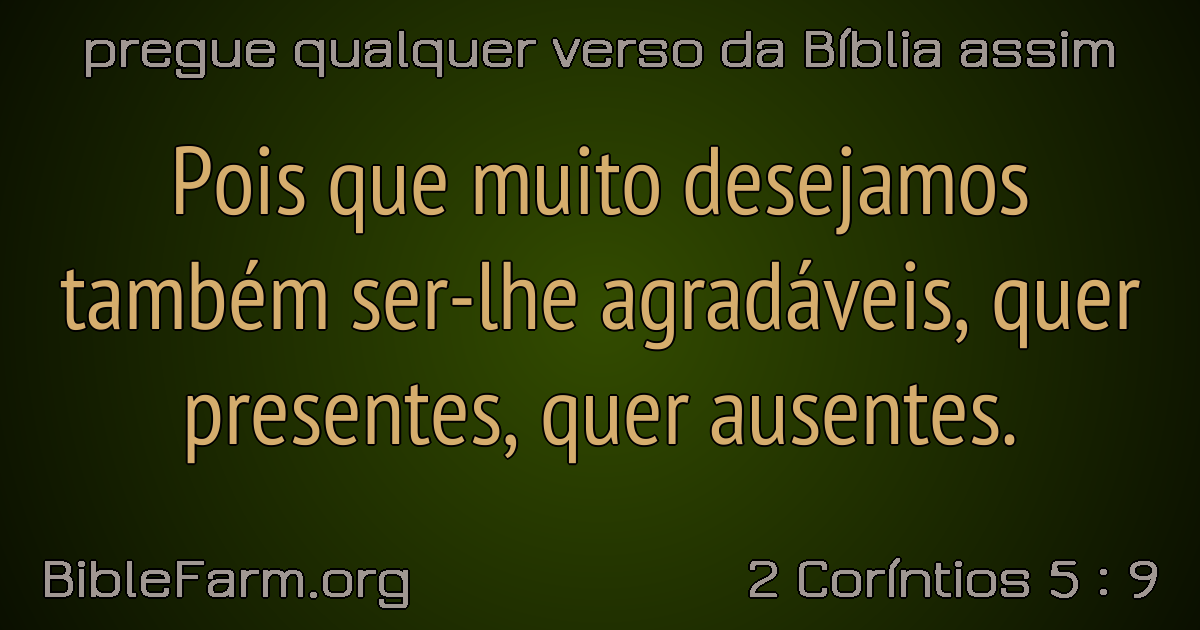 pregue qualquer verso da Bíblia assim
Pois que muito desejamos
também ser-lhe agradáveis, quer
presentes, quer ausentes.
BibleFarm.org
2 Coríntios 5 : 9